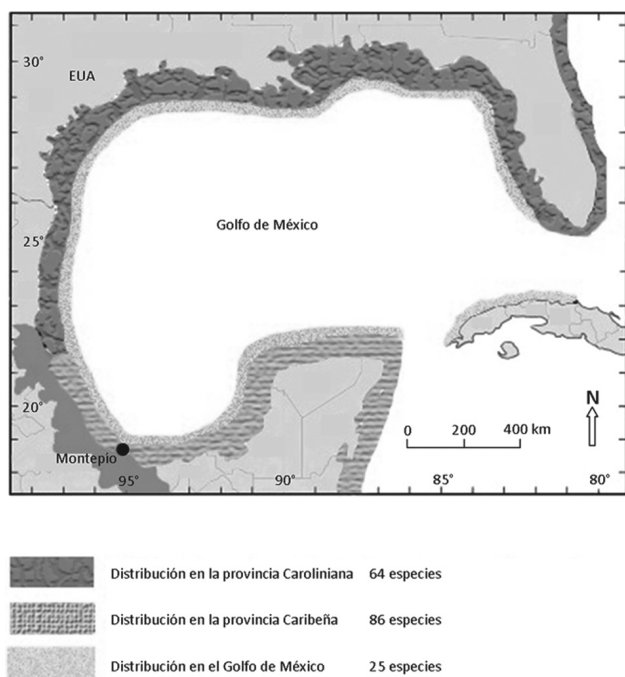 30°
EUA
Golfo de México
25°
20°
N
0 200 400 km
Montepio
95° 90° 85° 80°
Distribución en la provincia Caroliniana 64 especies
Distribución en la provincia Caribeña 86 especies
Distribución en el Golfo de México 25 especies